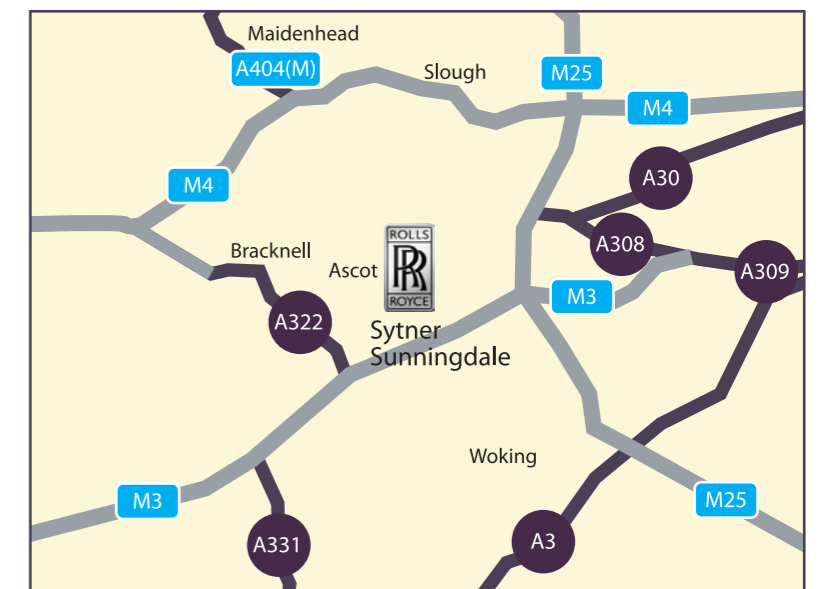 Maidenhead
A404(M)
Slough
M25
M4
A30
M4
A308
ROLLS
RR
ROYCE
Bracknell
Ascot
A309
M3
A322
Sytner
Sunningdale
Woking
M3
M25
A331
A3